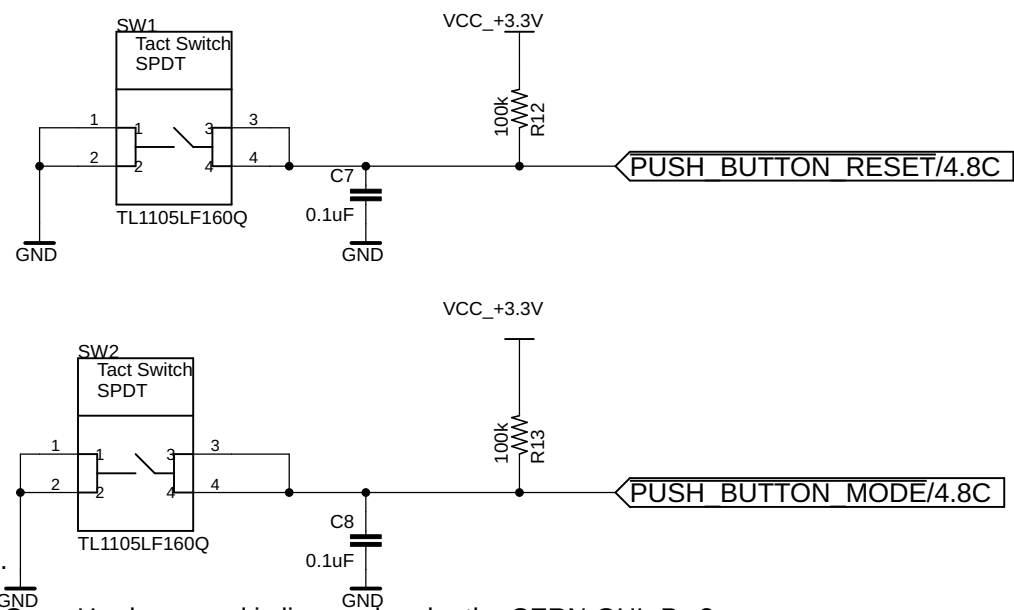 SW1
Tact Switch
SPDT
VCC_+3.3V
100k
R12
1 1 3 3
2 2 4 4
PUSH_BUTTON_RESET/4.8C
C7
0.1uF
TL1105LF160Q
GND
GND
VCC_+3.3V
SW2
Tact Switch
SPDT
100k
R13
1 1 3 3
2 2 4 4
PUSH_BUTTON_MODE/4.8C
C8
0.1uF
TL1105LF160Q
.
GND
GND